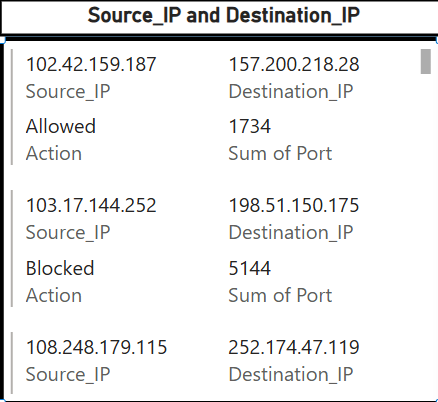 Source_IP and Destination_IP
102.42.159.187 157.200.218.28
Source_IP Destination_IP
Allowed 1734
Action Sum of Port
103.17.144.252 198.51.150.175
Source_IP Destination_IP
Blocked 5144
Action Sum of Port
108.248.179.115 252.174.47.119
Source_IP Destination_IP